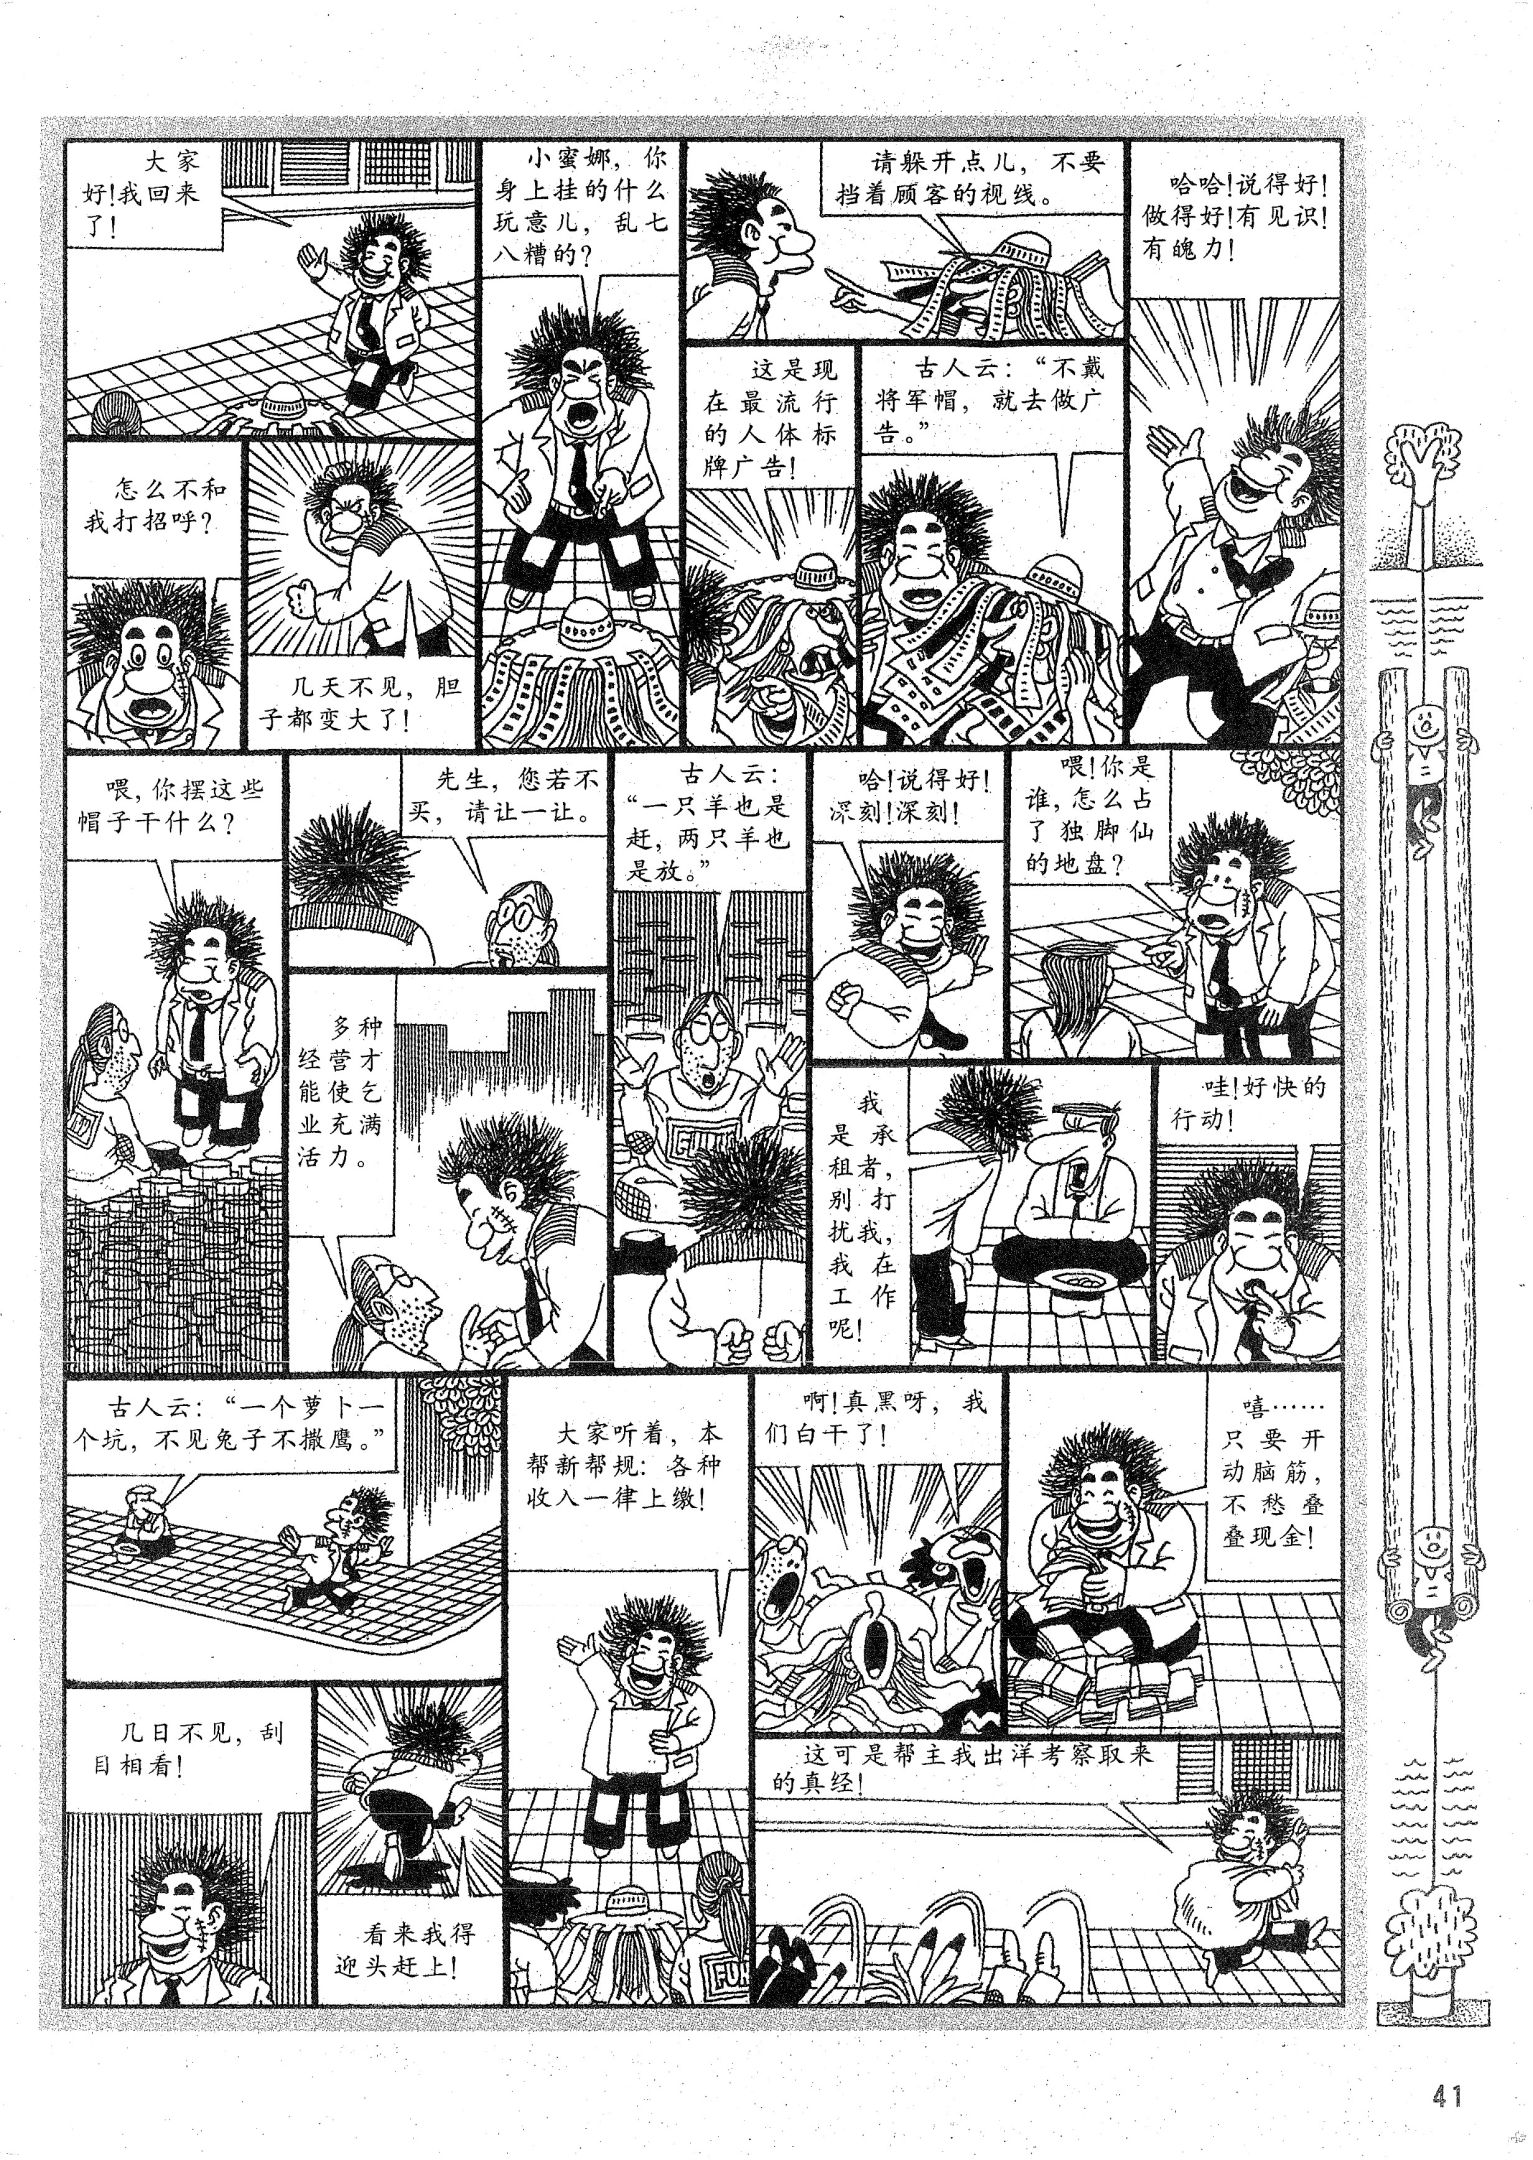 大家
好！我回来
了！
怎么不和
我打招呼？
几天不见，胆
子都变大了！
小蜜娜，你
身上挂的什么
玩意儿，乱七
八糟的？
请躲开点儿，不要
挡着顾客的视线。
这是现
在最流行
的人体标
牌广告！
古人云：“不戴
将军帽，就去做广
告。”
哈哈！说得好！
做得好！有见识！
有魄力！
喂，你摆这些
帽子干什么？
先生，您若不
买，请让一让。
多种
经营才
能使乞
业充满
活力。
古人云：
“一只羊也是
赶，两只羊也
是放。”
哈！说得好！
深刻！深刻！
喂！你是
谁，怎么占
了独脚仙
的地盘？
我
是承
租者，
别打
扰我，
我在
工作
呢！
哇！好快的
行动！
古人云：“一个萝卜一
个坑，不见兔子不撒鹰。”
几日不见，刮
目相看！
看来我得
迎头赶上！
大家听着，本
帮新帮规：各种
收入一律上缴！
啊！真黑呀，我
们白干了！
嘻……
只要开
动脑筋，
不愁叠
叠现金！
这可是帮主我出洋考察取来
的真经！
41